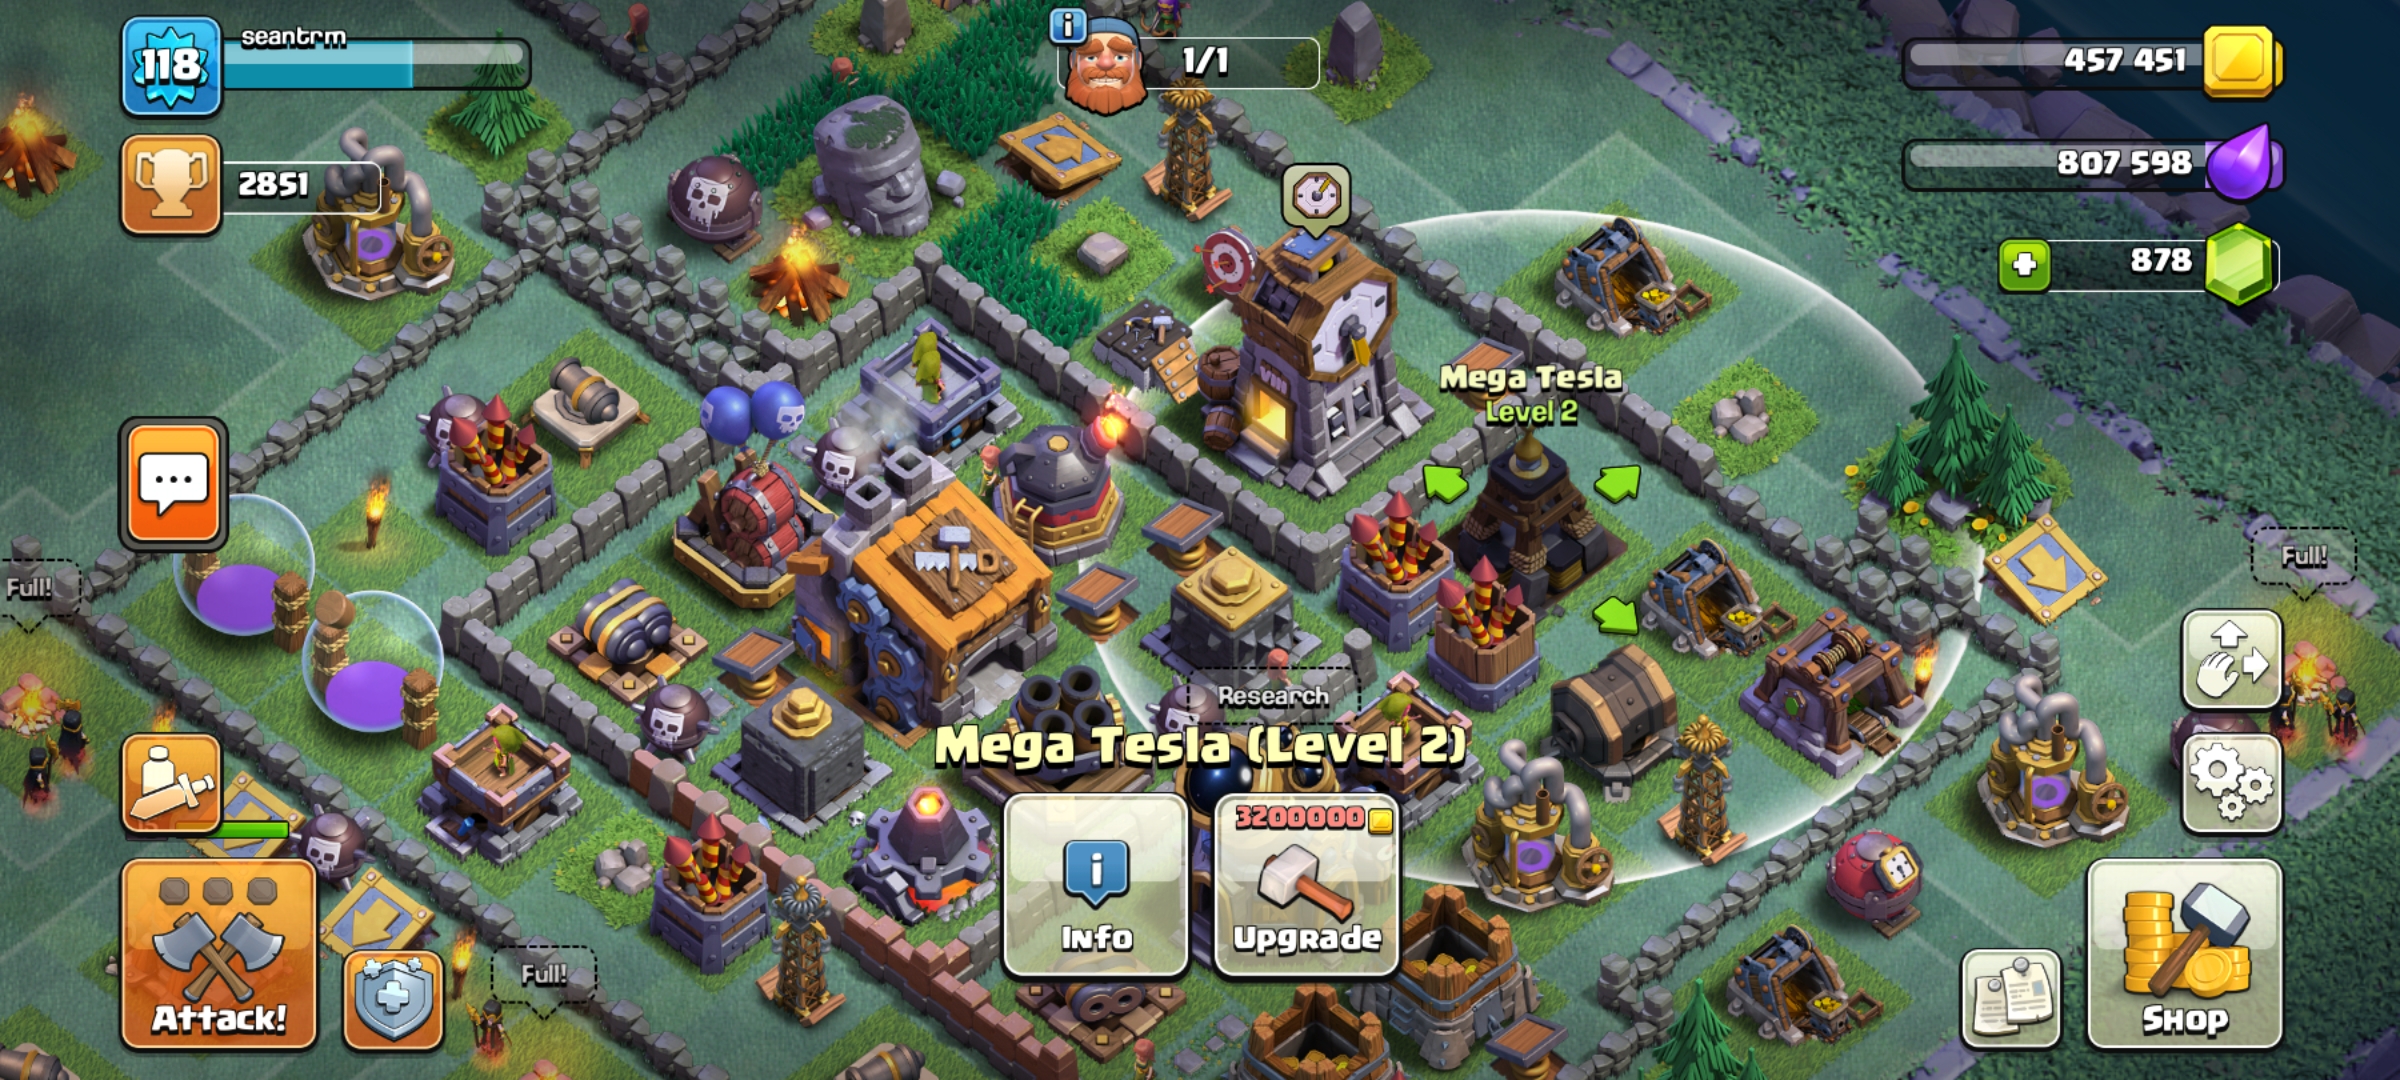 118
seantrm
1/1
457 451
2851
807 598
878
VIII
Mega Tesla
Level 2
Full!
Full!
Research
Mega Tesla (Level 2)
3200000
Info
Upgrade
Full!
Attack!
Shop